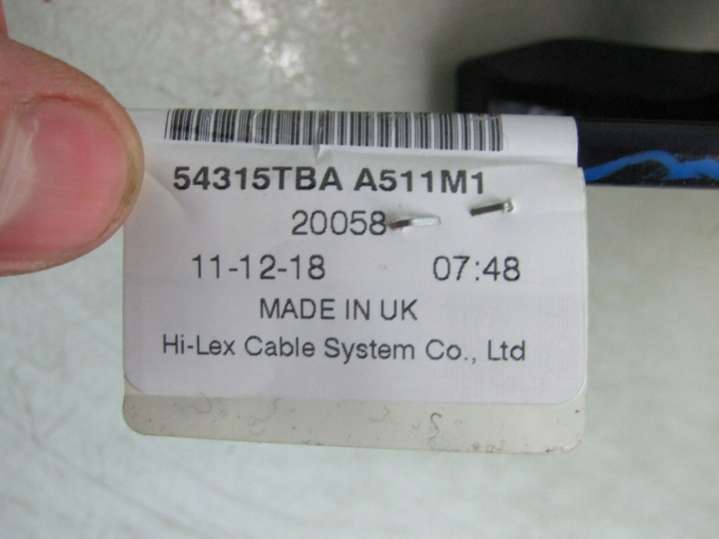 54315TBA A511M1
20058
11-12-18 07:48
MADE IN UK
Hi-Lex Cable System Co., Ltd